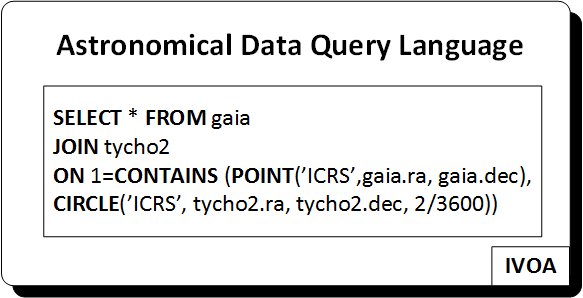 Astronomical Data Query Language
SELECT * FROM gaia
JOIN tycho2
ON 1=CONTAINS (POINT(’ICRS’,gaia.ra, gaia.dec),
CIRCLE(’ICRS’, tycho2.ra, tycho2.dec, 2/3600))
IVOA